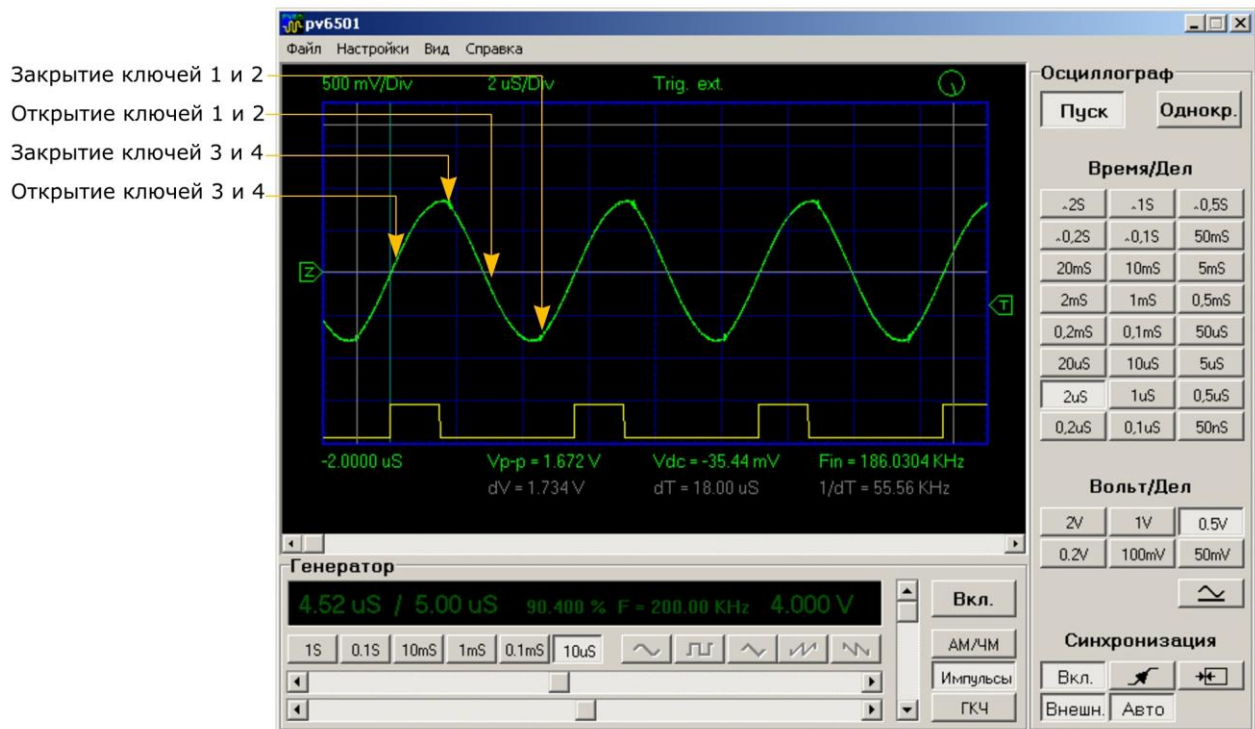 pv6501
Файл Настройки Вид Справка
Закрытие ключей 1 и 2
Открытие ключей 1 и 2
Закрытие ключей 3 и 4
Открытие ключей 3 и 4
500 mV/Div 2 uS/Div Trig. ext.
Z
T
-2.0000 uS Vp-p = 1.672 V Vdc = -35.44 mV Fin = 186.0304 KHz
dV = 1.734 V dT = 18.00 uS 1/dT = 55.56 KHz
Генератор
4.52 uS / 5.00 uS 90.400 % F = 200.00 KHz 4.000 V
1S 0.1S 10mS 1mS 0.1mS 10uS
Вкл.
АМ/ЧМ
Импульсы
ГКЧ
Осциллограф
Пуск Однокр.
Время/Дел
-2S -1S -0,5S
-0,2S -0,1S 50mS
20mS 10mS 5mS
2mS 1mS 0,5mS
0,2mS 0,1mS 50uS
20uS 10uS 5uS
2uS 1uS 0,5uS
0,2uS 0,1uS 50nS
Вольт/Дел
2V 1V 0.5V
0.2V 100mV 50mV
Синхронизация
Вкл.
Внешн. Авто